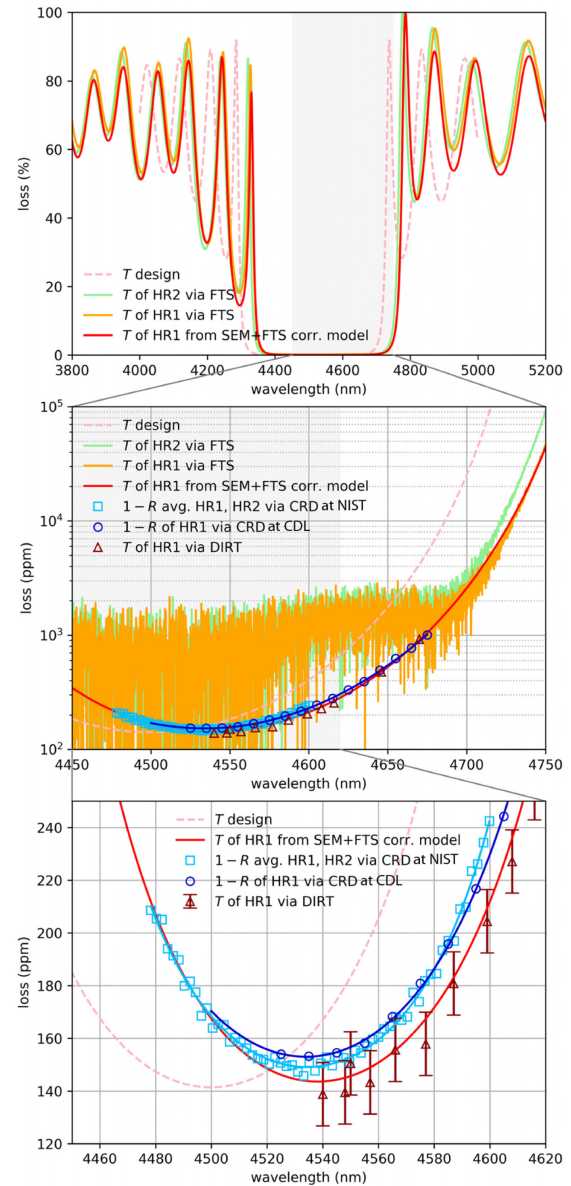 100
80
60
40
20
0
loss (%)
T design
T of HR2 via FTS
T of HR1 via FTS
T of HR1 from SEM+FTS corr. model
3800 4000 4200 4400 4600 4800 5000 5200
wavelength (nm)
10⁵
10⁴
10³
10²
loss (ppm)
T design
T of HR2 via FTS
T of HR1 via FTS
T of HR1 from SEM+FTS corr. model
1−R avg. HR1, HR2 via CRD at NIST
1−R of HR1 via CRD at CDL
T of HR1 via DIRT
4450 4500 4550 4600 4650 4700 4750
wavelength (nm)
240
220
200
180
160
140
120
loss (ppm)
T design
T of HR1 from SEM+FTS corr. model
1−R avg. HR1, HR2 via CRD at NIST
1−R of HR1 via CRD at CDL
T of HR1 via DIRT
4460 4480 4500 4520 4540 4560 4580 4600 4620
wavelength (nm)